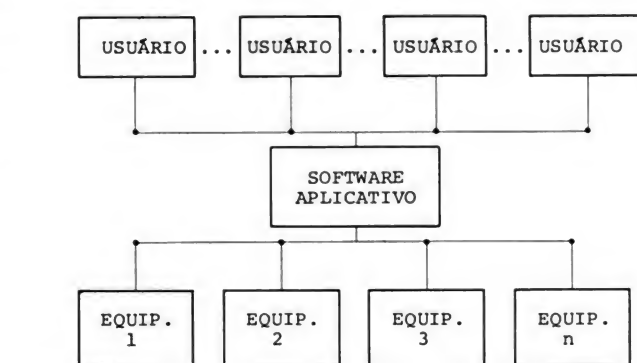 USUÁRIO ... USUÁRIO ... USUÁRIO ... USUÁRIO
SOFTWARE
APLICATIVO
EQUIP. EQUIP. EQUIP. EQUIP.
1 2 3 n